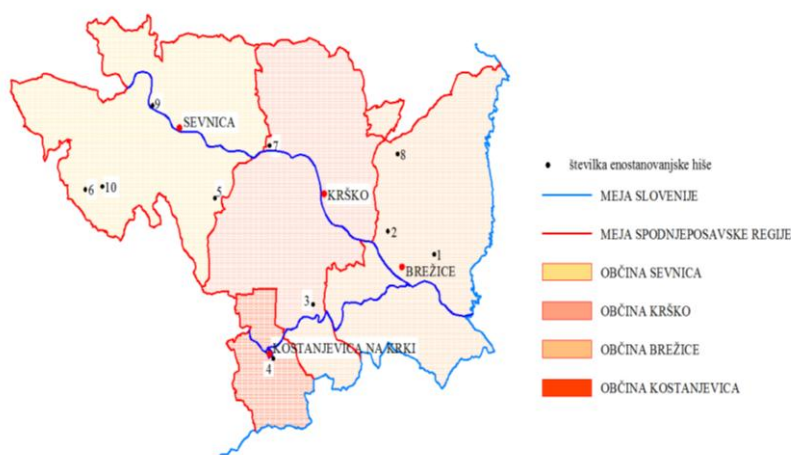 9
SEVNICA
7
8
6
10
5
KRŠKO
2
1
BREŽICE
3
KOSTANJEVICA NA KRKI
4
številka enostanovanjske hiše
MEJA SLOVENIJE
MEJA SPODNJEPOSAVSKE REGIJE
OBČINA SEVNICA
OBČINA KRŠKO
OBČINA BREŽICE
OBČINA KOSTANJEVICA